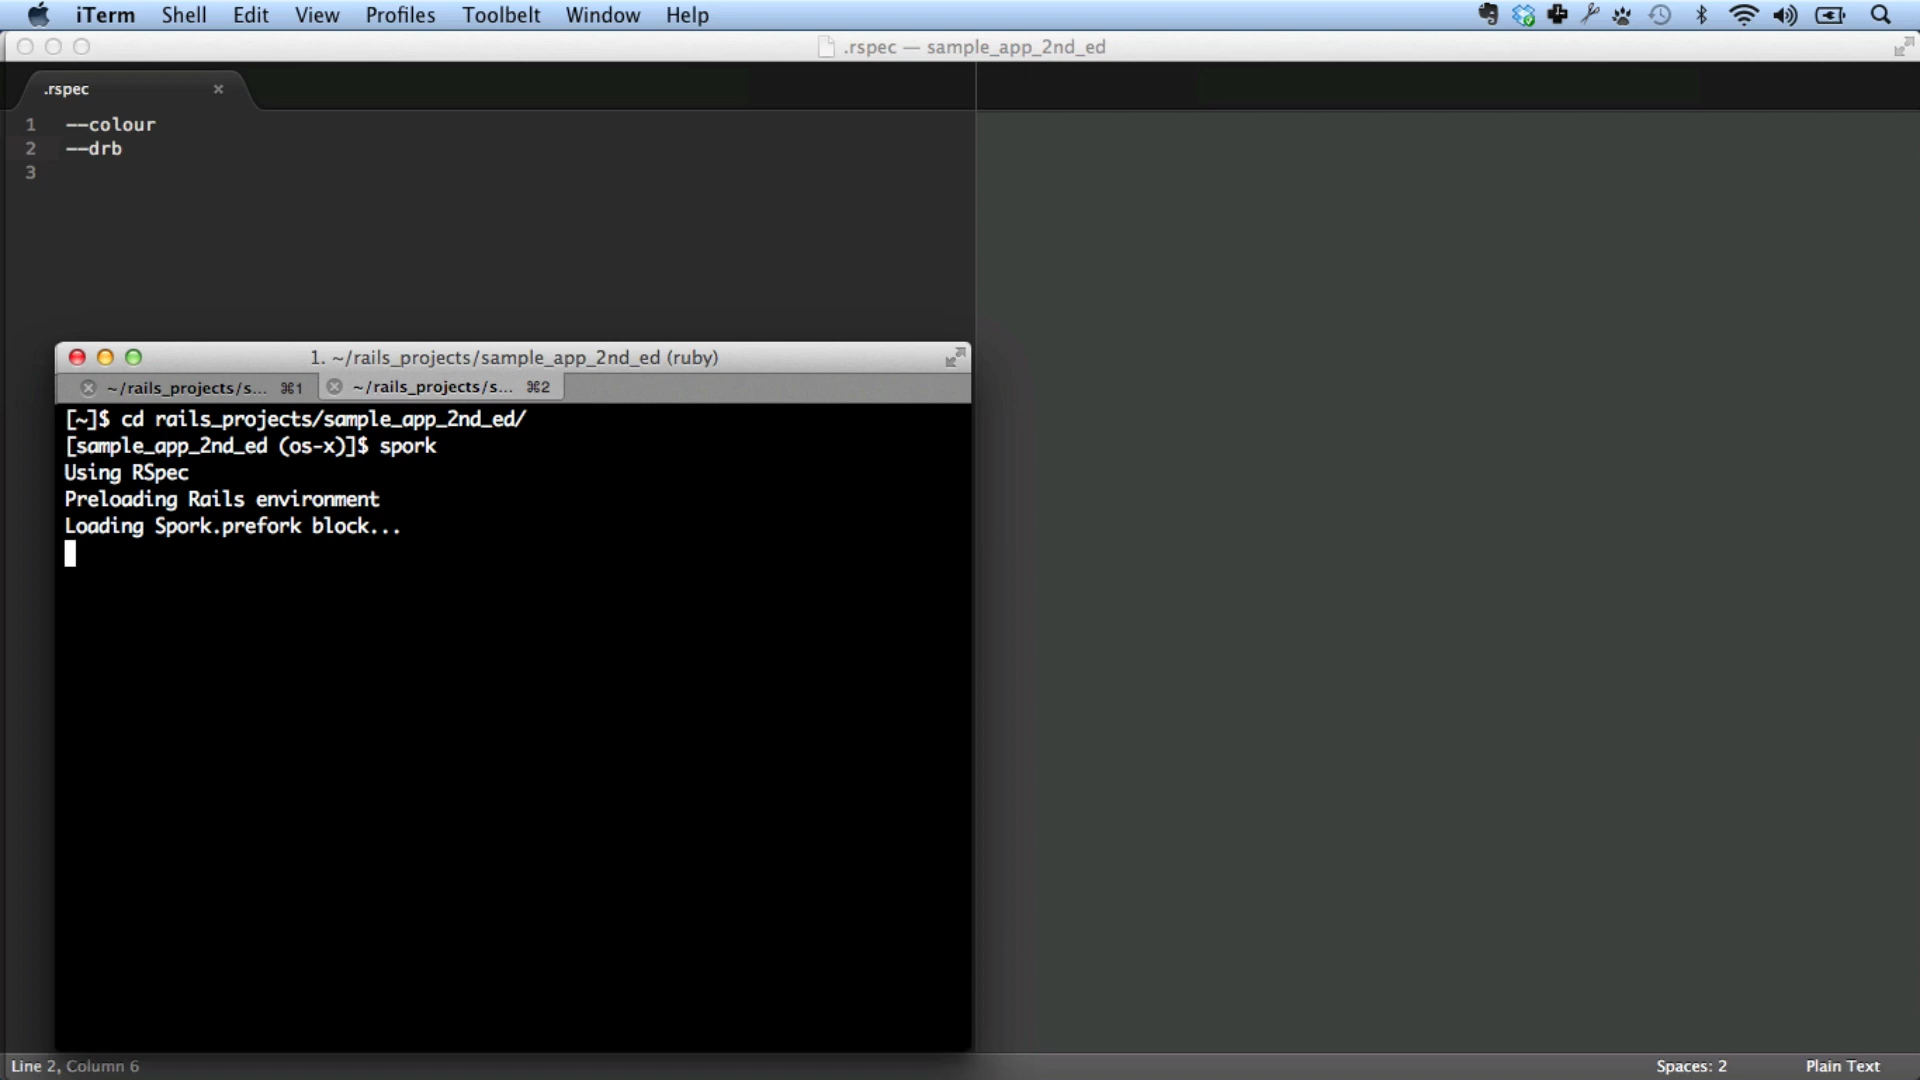 iTerm Shell Edit View Profiles Toolbelt Window Help
.rspec — sample_app_2nd_ed
.rspec ×
1 --colour
2 --drb
3
1. ~/rails_projects/sample_app_2nd_ed (ruby)
~/rails_projects/s... ⌘1 ~/rails_projects/s... ⌘2
[~]$ cd rails_projects/sample_app_2nd_ed/
[sample_app_2nd_ed (os-x)]$ spork
Using RSpec
Preloading Rails environment
Loading Spork.prefork block...
Line 2, Column 6 Spaces: 2 Plain Text